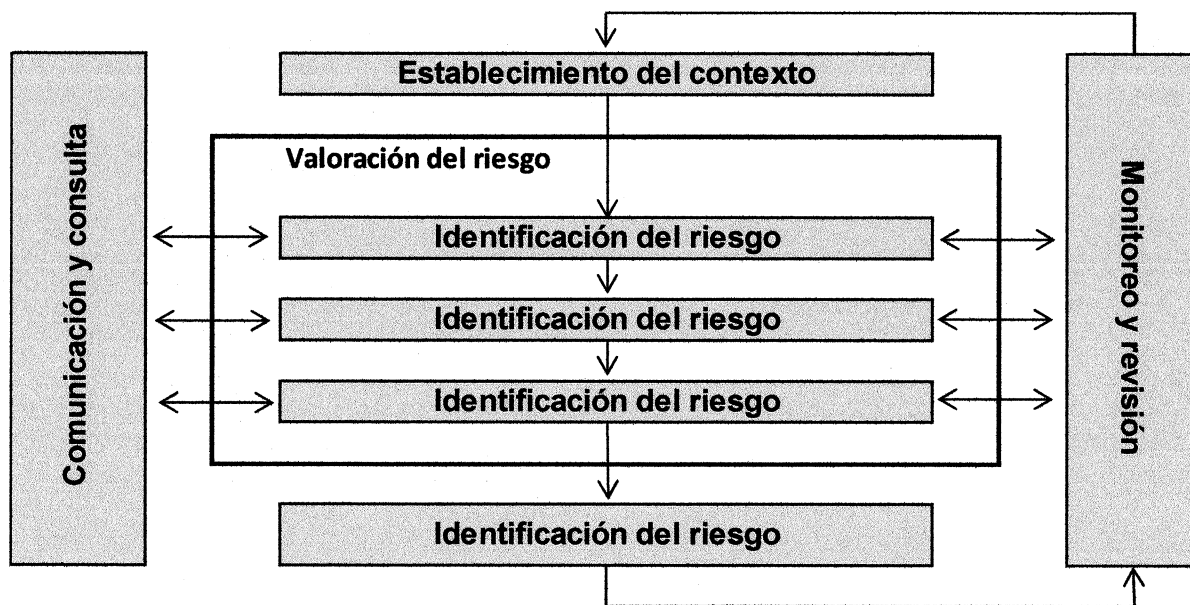 Establecimiento del contexto
Comunicación y consulta
Valoración del riesgo
Identificación del riesgo
Identificación del riesgo
Identificación del riesgo
Identificación del riesgo
Monitoreo y revisión